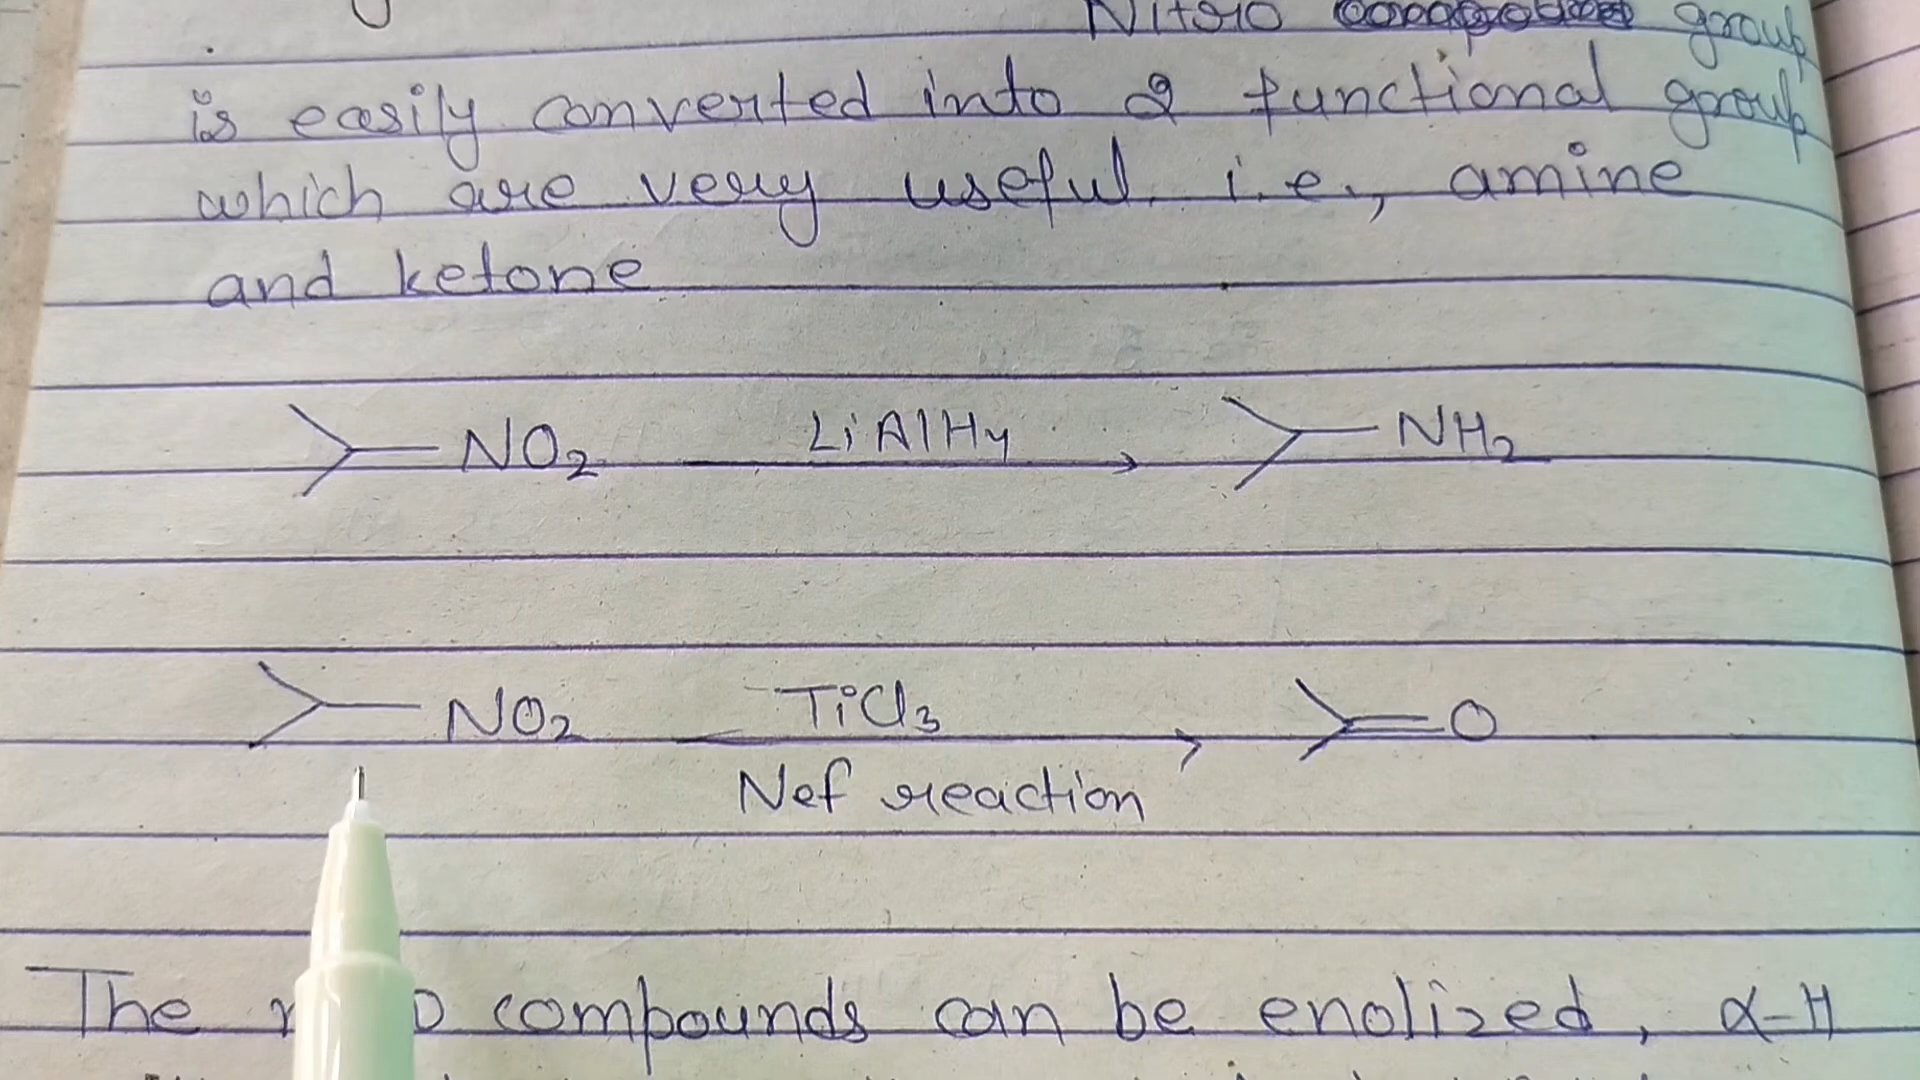 Nitro group
is easily converted into 2 functional group
which are very useful. i.e., amine
and ketone
NO2 LiAlH4 NH2
NO2 TiCl3 O
Nef reaction
The compounds can be enolized, α-H